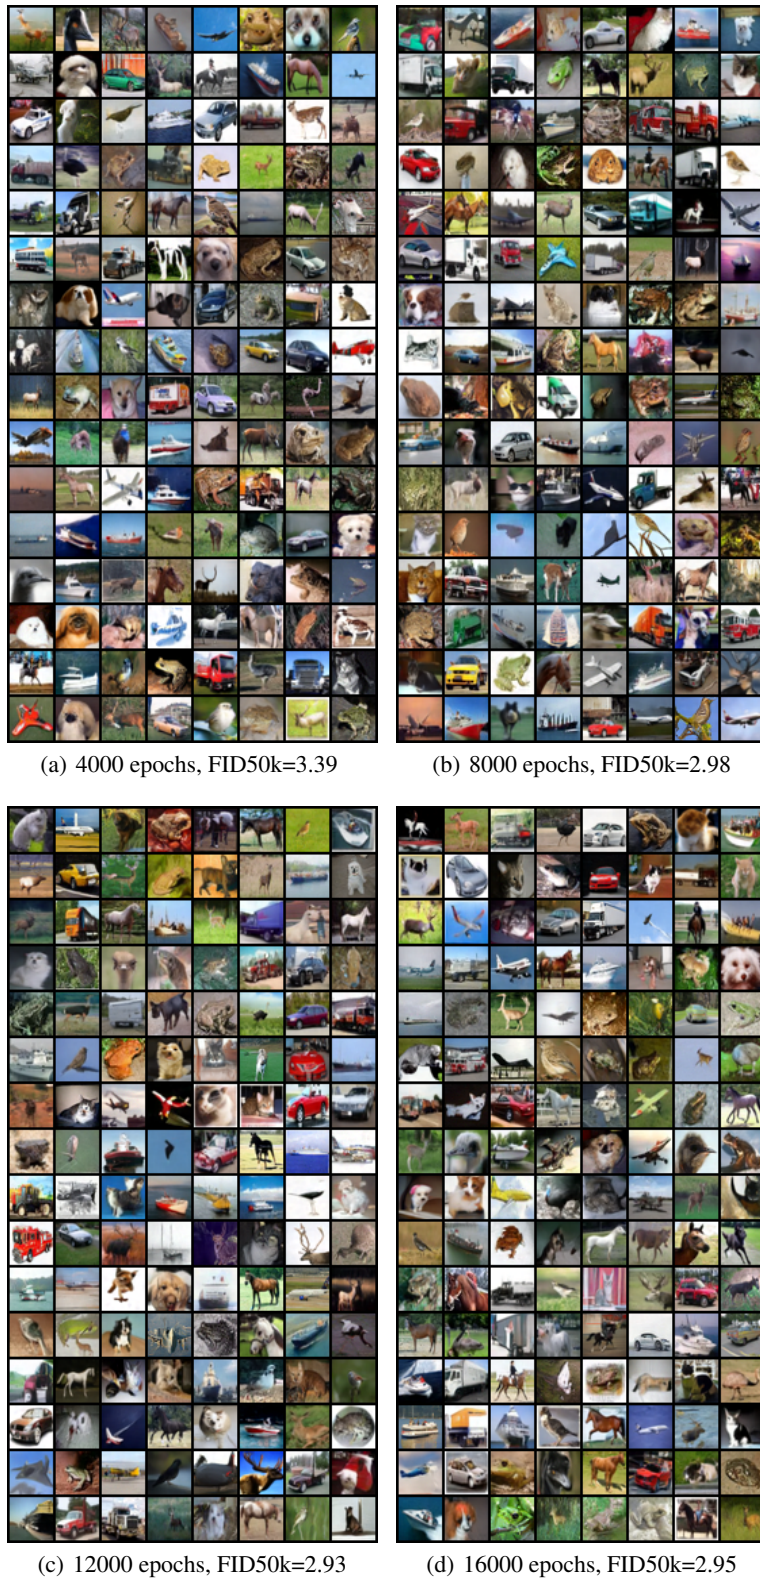 (a) 4000 epochs, FID50k=3.39
(b) 8000 epochs, FID50k=2.98
(c) 12000 epochs, FID50k=2.93
(d) 16000 epochs, FID50k=2.95